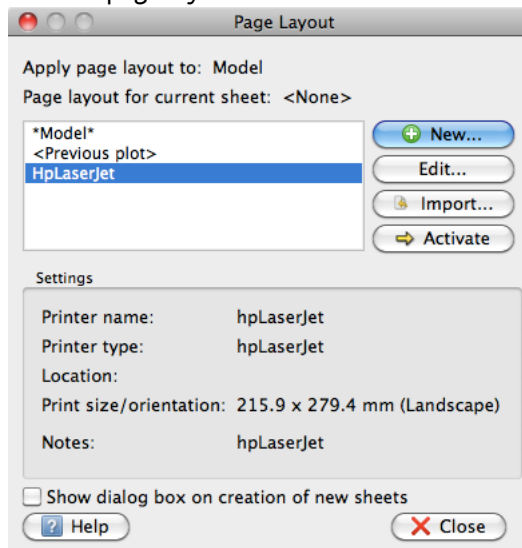 Page Layout
Apply page layout to: Model
Page layout for current sheet: <None>
*Model*
<Previous plot>
HpLaserJet
New...
Edit...
Import...
Activate
Settings
Printer name: hpLaserJet
Printer type: hpLaserJet
Location:
Print size/orientation: 215.9 x 279.4 mm (Landscape)
Notes: hpLaserJet
Show dialog box on creation of new sheets
? Help
Close